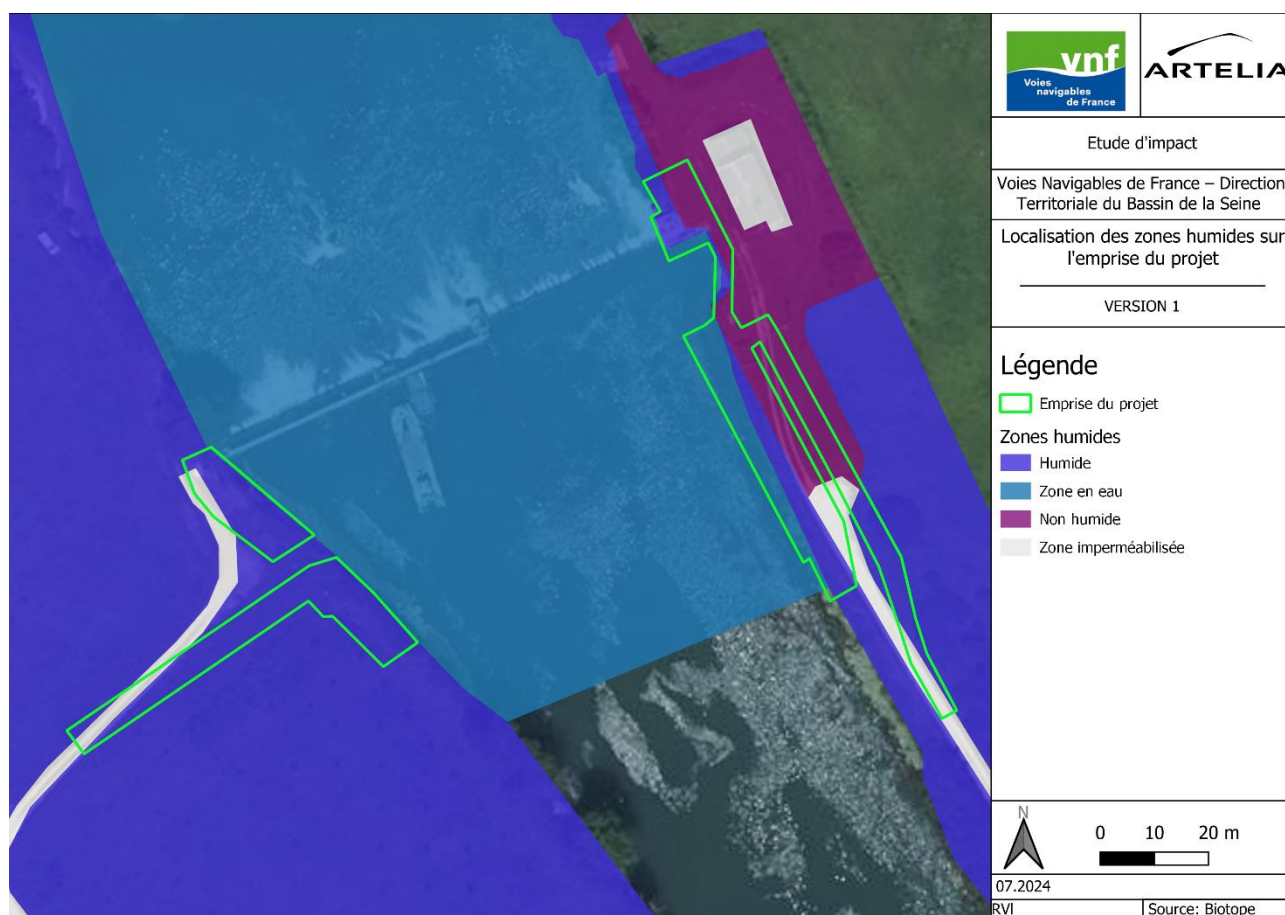 vnf
Voies
navigables
de France
ARTELIA
Etude d'impact
Voies Navigables de France – Direction
Territoriale du Bassin de la Seine
Localisation des zones humides sur
l'emprise du projet
VERSION 1
Légende
Emprise du projet
Zones humides
Humide
Zone en eau
Non humide
Zone imperméabilisée
N
0 10 20 m
07.2024
RVI
Source: Biotope